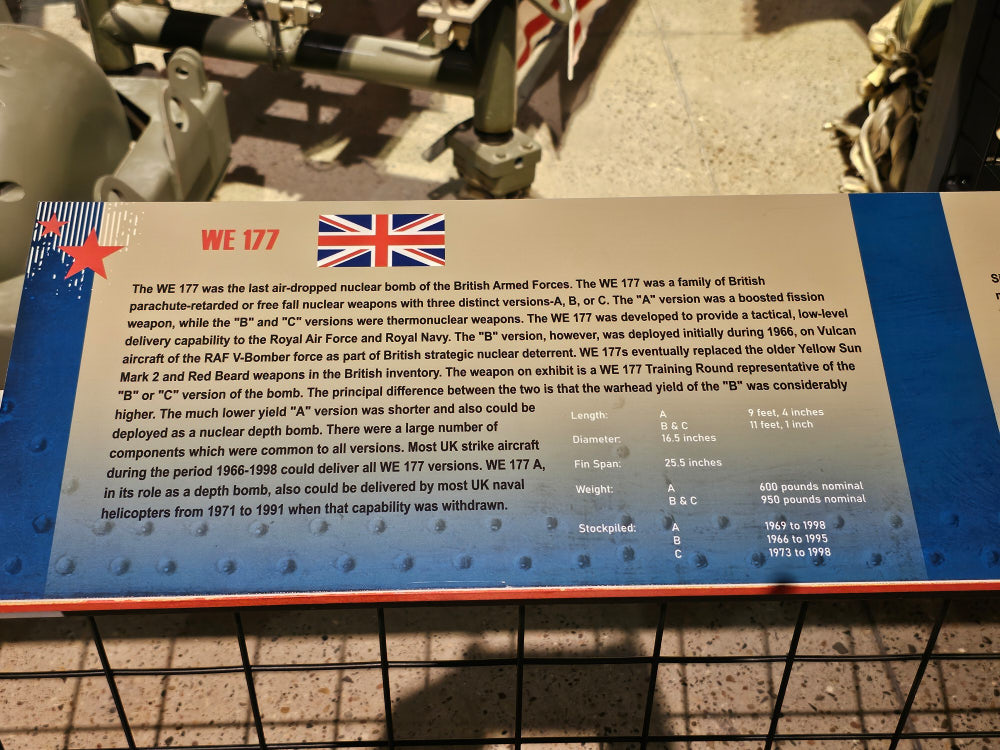 WE 177
The WE 177 was the last air-dropped nuclear bomb of the British Armed Forces. The WE 177 was a family of British
parachute-retarded or free fall nuclear weapons with three distinct versions-A, B, or C. The "A" version was a boosted fission
weapon, while the "B" and "C" versions were thermonuclear weapons. The WE 177 was developed to provide a tactical, low-level
delivery capability to the Royal Air Force and Royal Navy. The "B" version, however, was deployed initially during 1966, on Vulcan
aircraft of the RAF V-Bomber force as part of British strategic nuclear deterrent. WE 177s eventually replaced the older Yellow Sun
Mark 2 and Red Beard weapons in the British inventory. The weapon on exhibit is a WE 177 Training Round representative of the
"B" or "C" version of the bomb. The principal difference between the two is that the warhead yield of the "B" was considerably
higher. The much lower yield "A" version was shorter and also could be
deployed as a nuclear depth bomb. There were a large number of
components which were common to all versions. Most UK strike aircraft
during the period 1966-1998 could deliver all WE 177 versions. WE 177 A,
in its role as a depth bomb, also could be delivered by most UK naval
helicopters from 1971 to 1991 when that capability was withdrawn.
Length: A 9 feet, 4 inches
B & C 11 feet, 1 inch
Diameter: 16.5 inches
Fin Span: 25.5 inches
Weight: A 600 pounds nominal
B & C 950 pounds nominal
Stockpiled: A 1969 to 1998
B 1966 to 1995
C 1973 to 1998